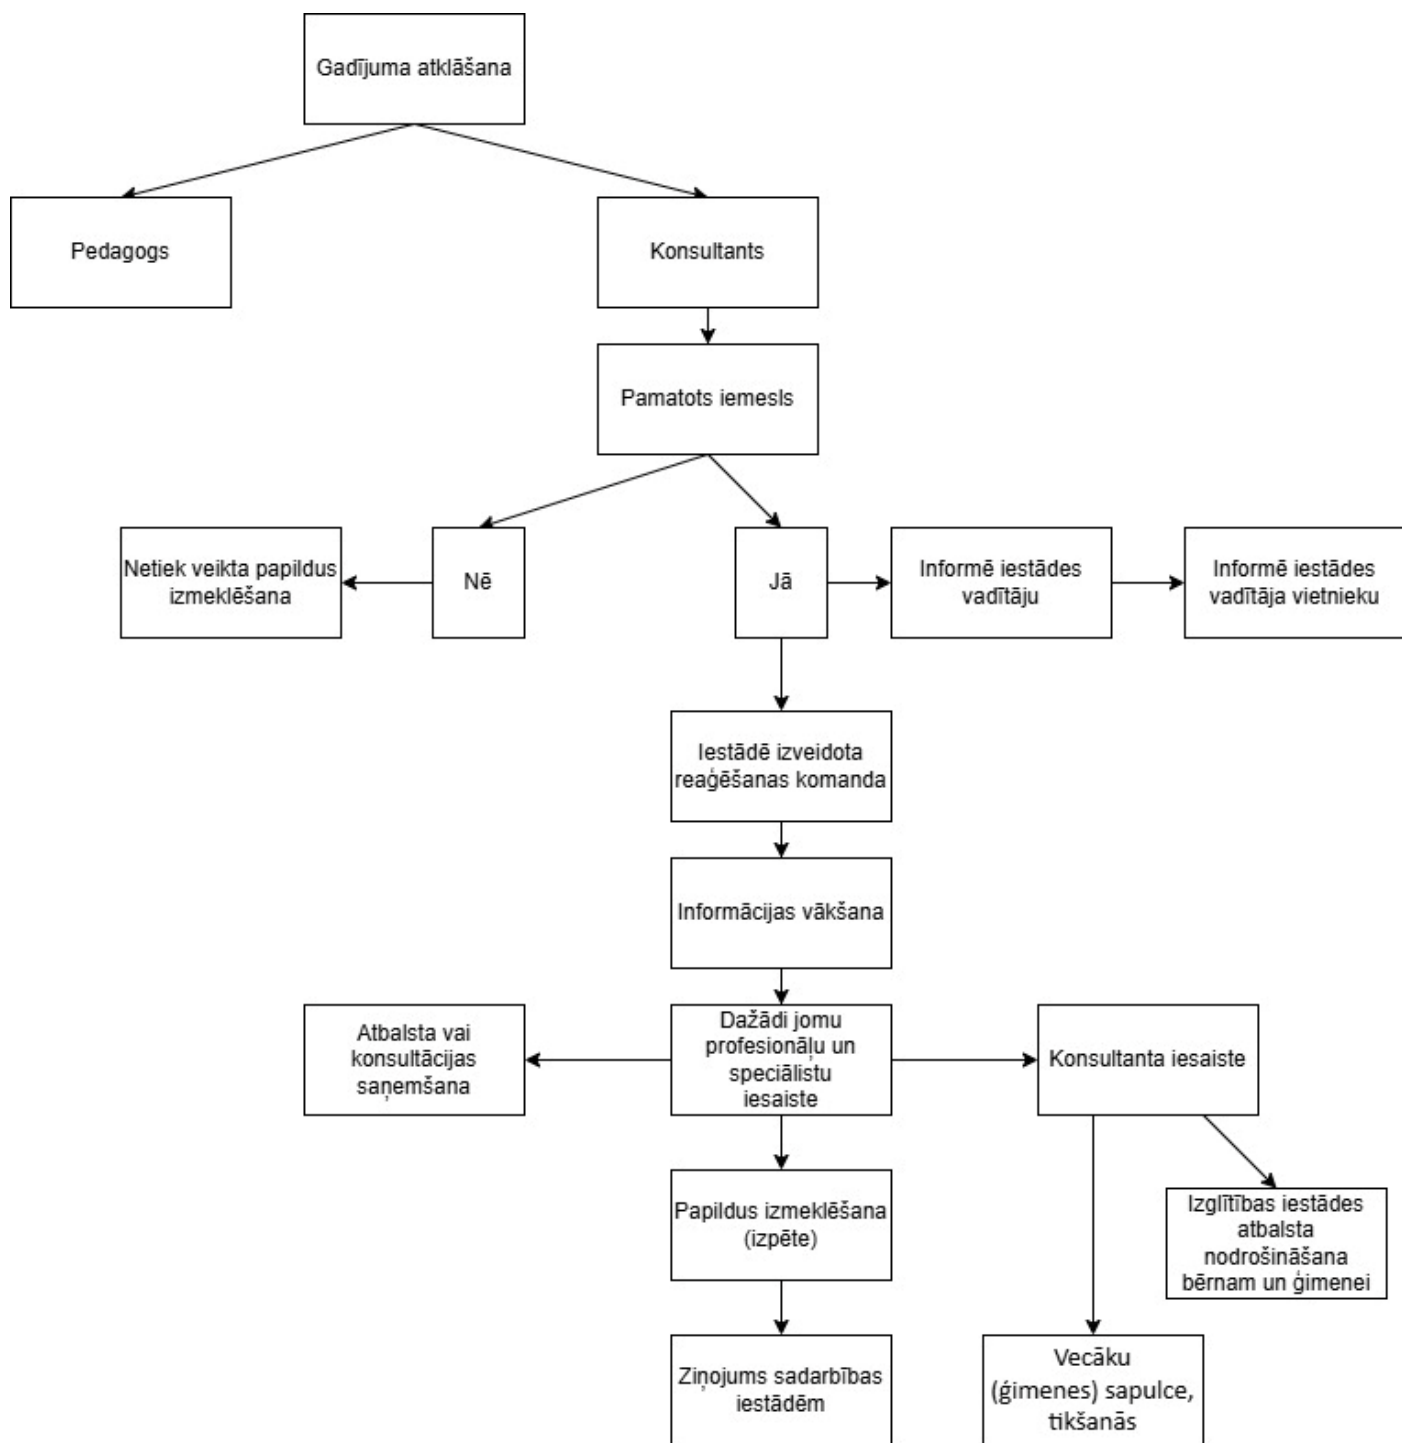 Gadījuma atklāšana
Pedagogs
Konsultants
Pamatots iemesls
Netiek veikta papildus
izmeklēšana
Nē
Jā
Informē iestādes
vadītāju
Informē iestādes
vadītāja vietnieku
Iestādē izveidota
reaģēšanas komanda
Informācijas vākšana
Atbalsta vai
konsultācijas
saņemšana
Dažādi jomu
profesionāļu un
speciālistu
iesaiste
Konsultanta iesaiste
Papildus izmeklēšana
(izpēte)
Izglītības iestādes
atbalsta
nodrošināšana
bērnam un ģimenei
Ziņojums sadarbības
iestādēm
Vecāku
(ģimenes) sapulce,
tikšanās